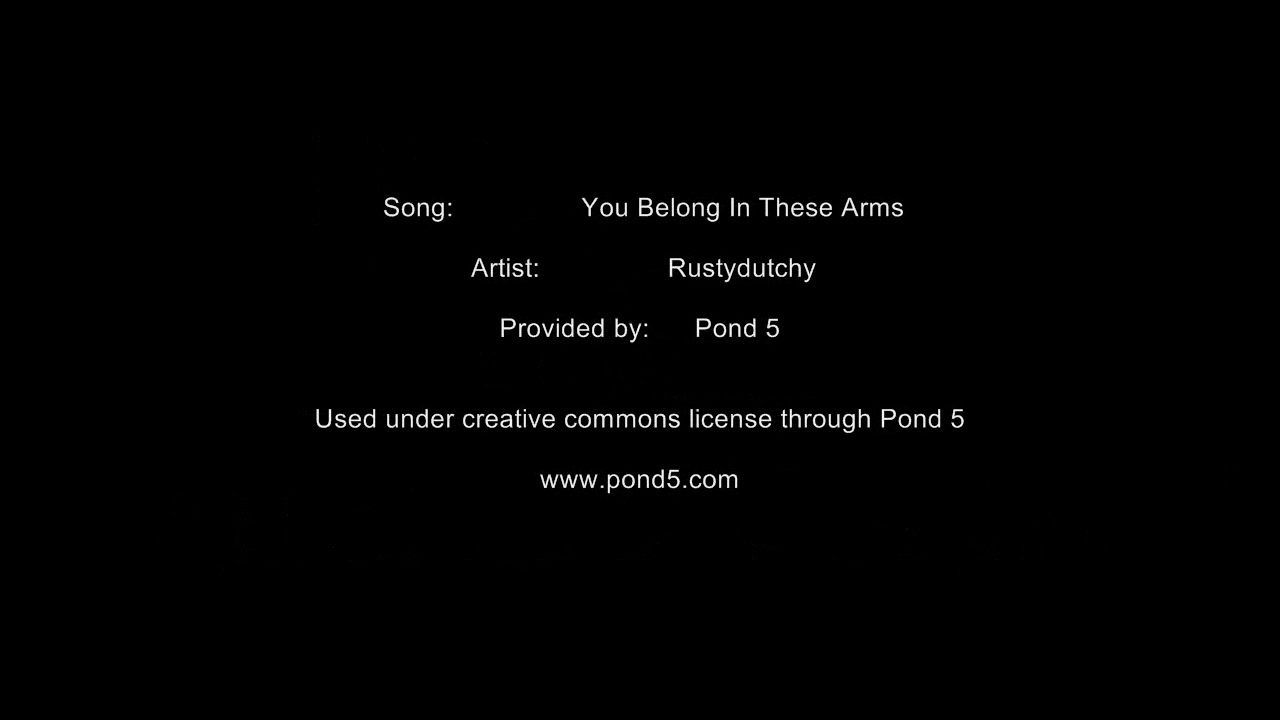 Song: You Belong In These Arms
Artist: Rustydutchy
Provided by: Pond 5
Used under creative commons license through Pond 5
www.pond5.com